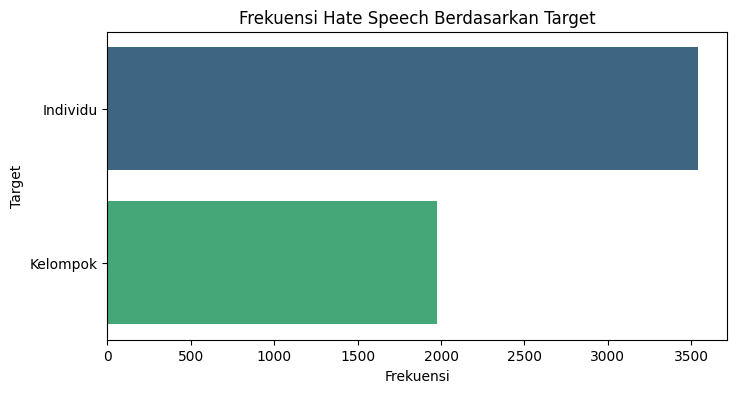 Frekuensi Hate Speech Berdasarkan Target
Individu
Kelompok
Target
0 500 1000 1500 2000 2500 3000 3500
Frekuensi